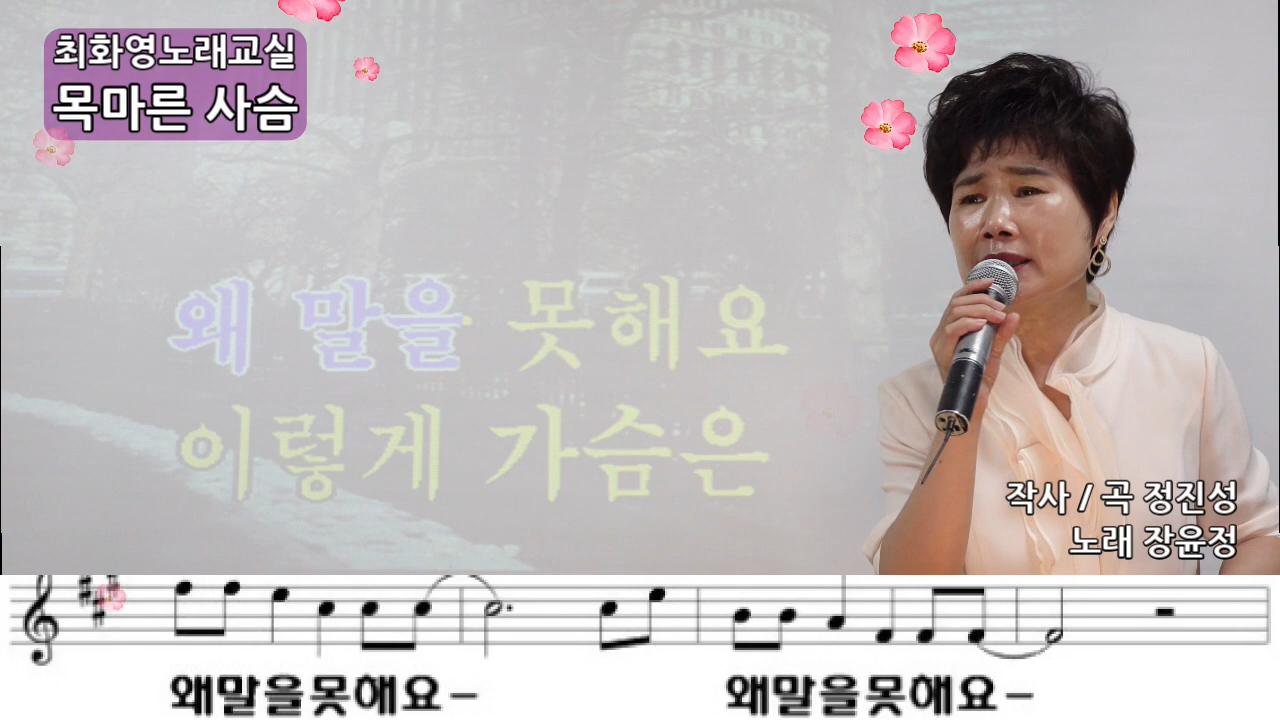 최화영노래교실
목마른 사슴
왜 말을 못해요
이렇게 가슴은
작사 / 곡 정진성
노래 장윤정
왜말을못해요-
왜말을못해요-